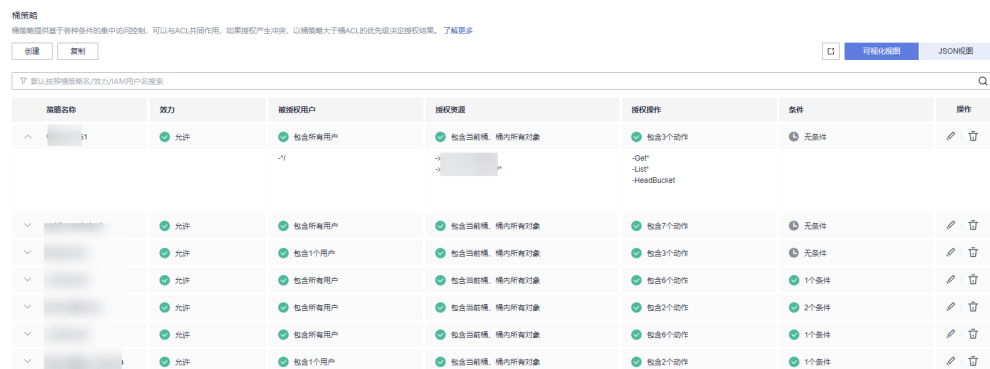 桶策略
桶策略提供基于各种条件的集中访问控制，可以与ACL共同作用，如果授权产生冲突，以桶策略大于桶ACL的优先级决定授权结果。 了解更多
创建 复制 可视化视图 JSON视图
默认按照桶策略名/效力/IAM用户名搜索
策略名称 效力 被授权用户 授权资源 授权操作 条件 操作
51 允许 包含所有用户 包含当前桶、桶内所有对象 包含3个动作 无条件
-*/ -Get*
-List*
-HeadBucket
允许 包含所有用户 包含当前桶、桶内所有对象 包含7个动作 无条件
允许 包含1个用户 包含当前桶、桶内所有对象 包含3个动作 无条件
允许 包含所有用户 包含当前桶、桶内所有对象 包含6个动作 1个条件
允许 包含所有用户 包含当前桶、桶内所有对象 包含2个动作 2个条件
允许 包含所有用户 包含当前桶、桶内所有对象 包含6个动作 1个条件
允许 包含1个用户 包含当前桶、桶内所有对象 包含2个动作 1个条件